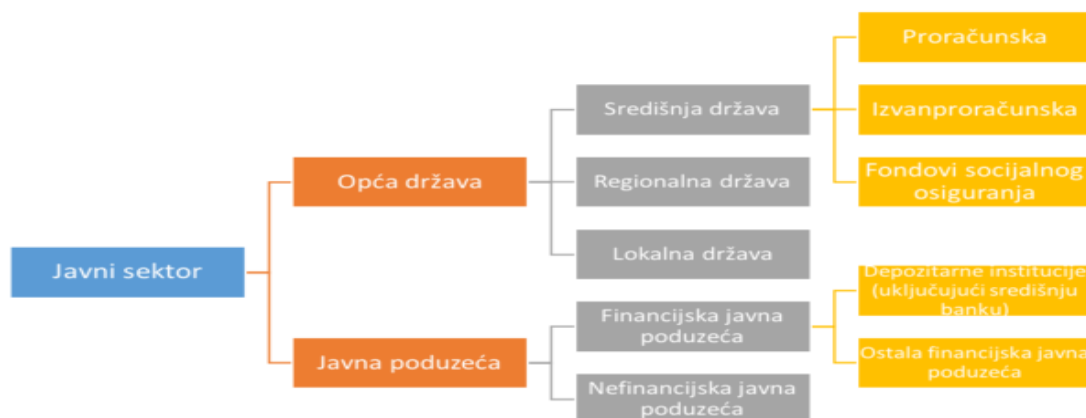 Javni sektor
Opća država
Središnja država
Proračunska
Izvanproračunska
Fondovi socijalnog
osiguranja
Regionalna država
Lokalna država
Javna poduzeća
Financijska javna
poduzeća
Depozitarne institucije
(uključujući središnju
banku)
Ostala financijska javna
poduzeća
Nefinancijska javna
poduzeća